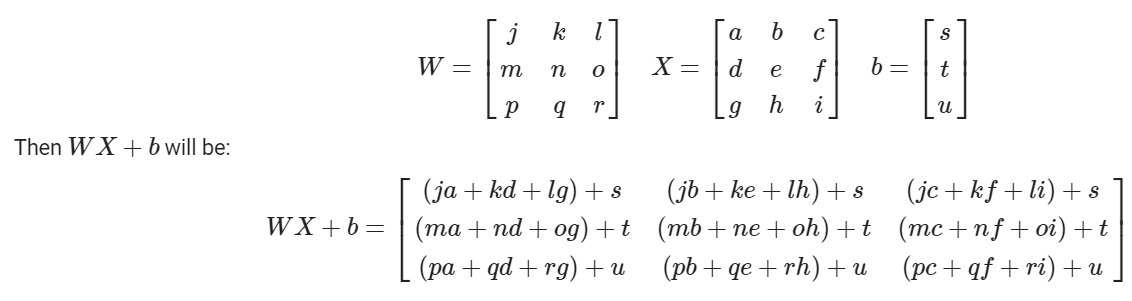 W = [ j k l
m n o
p q r ] X = [ a b c
d e f
g h i ] b = [ s
t
u ]
Then WX + b will be:
WX + b = [ (ja + kd + lg) + s (jb + ke + lh) + s (jc + kf + li) + s
(ma + nd + og) + t (mb + ne + oh) + t (mc + nf + oi) + t
(pa + qd + rg) + u (pb + qe + rh) + u (pc + qf + ri) + u ]